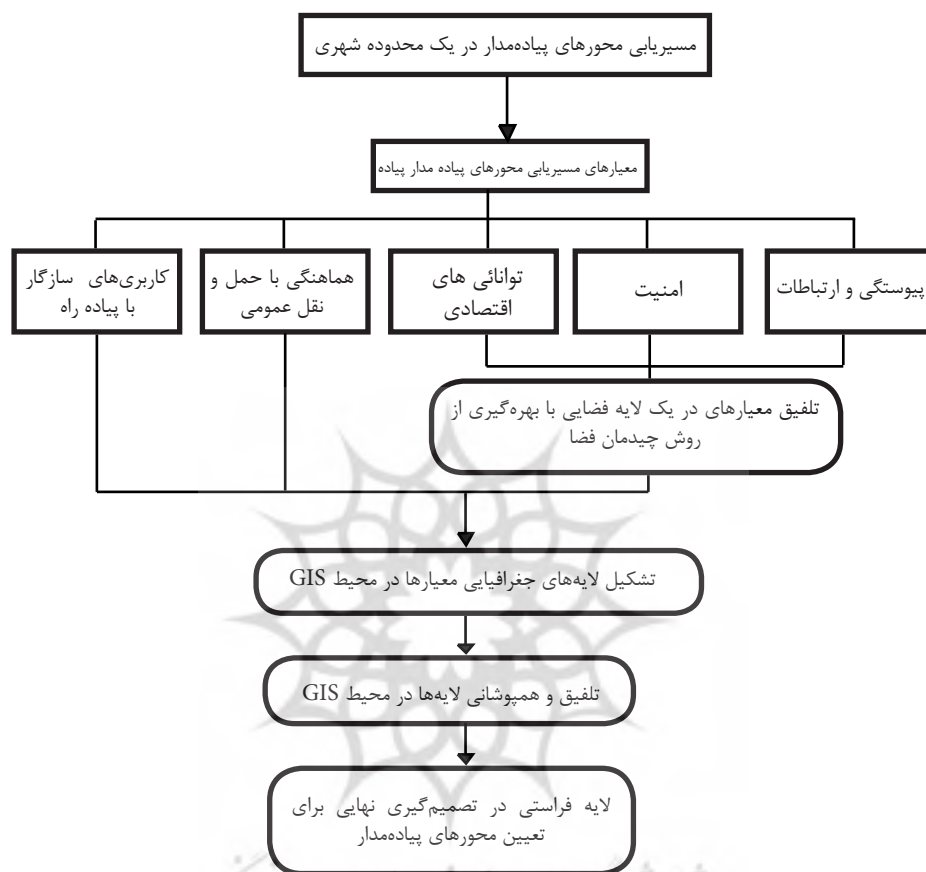 مسیریابی محورهای پیاده‌مدار در یک محدوده شهری
معیارهای مسیریابی محورهای پیاده مدار پیاده
پیوستگی و ارتباطات
امنیت
توانائی های
اقتصادی
هماهنگی با حمل و
نقل عمومی
کاربری‌های سازگار
با پیاده راه
تلفیق معیارهای در یک لایه فضایی با بهره‌گیری از
روش چیدمان فضا
تشکیل لایه‌های جغرافیایی معیارها در محیط GIS
تلفیق و همپوشانی لایه‌ها در محیط GIS
لایه فراستی در تصمیم‌گیری نهایی برای
تعیین محورهای پیاده‌مدار